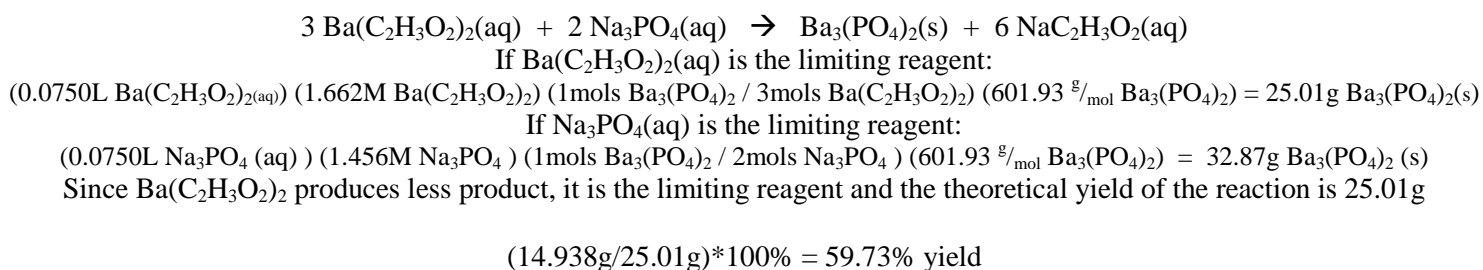 3 Ba(C₂H₃O₂)₂(aq) + 2 Na₃PO₄(aq) → Ba₃(PO₄)₂(s) + 6 NaC₂H₃O₂(aq)
If Ba(C₂H₃O₂)₂(aq) is the limiting reagent:
(0.0750L Ba(C₂H₃O₂)₂₍aq₎) (1.662M Ba(C₂H₃O₂)₂) (1mols Ba₃(PO₄)₂ / 3mols Ba(C₂H₃O₂)₂) (601.93 g/mol Ba₃(PO₄)₂) = 25.01g Ba₃(PO₄)₂(s)
If Na₃PO₄(aq) is the limiting reagent:
(0.0750L Na₃PO₄ (aq) ) (1.456M Na₃PO₄ ) (1mols Ba₃(PO₄)₂ / 2mols Na₃PO₄ ) (601.93 g/mol Ba₃(PO₄)₂) = 32.87g Ba₃(PO₄)₂ (s)
Since Ba(C₂H₃O₂)₂ produces less product, it is the limiting reagent and the theoretical yield of the reaction is 25.01g
(14.938g/25.01g)*100% = 59.73% yield